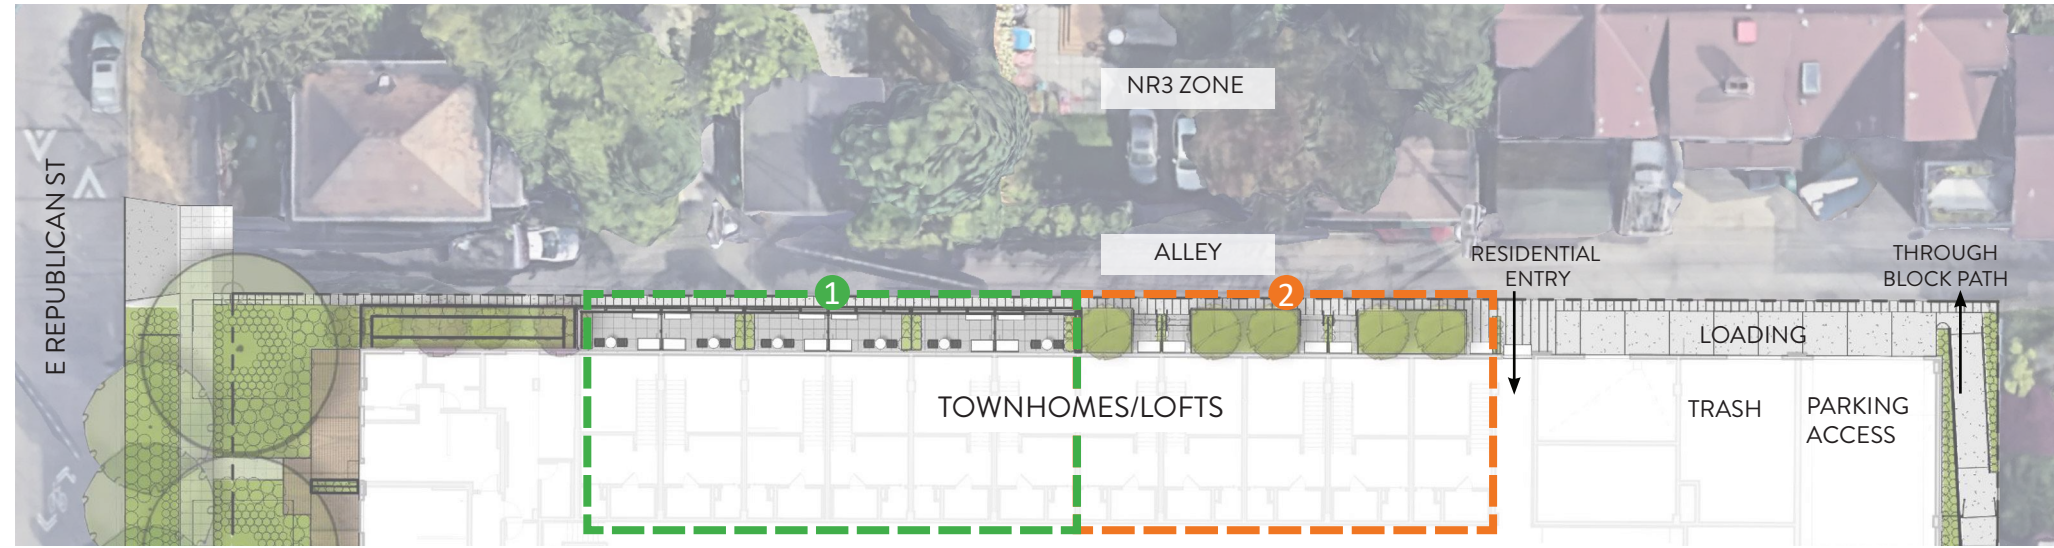 NR3 ZONE
E REPUBLICAN ST
ALLEY
RESIDENTIAL
ENTRY
THROUGH
BLOCK PATH
1
2
LOADING
TOWNHOMES/LOFTS
TRASH
PARKING
ACCESS